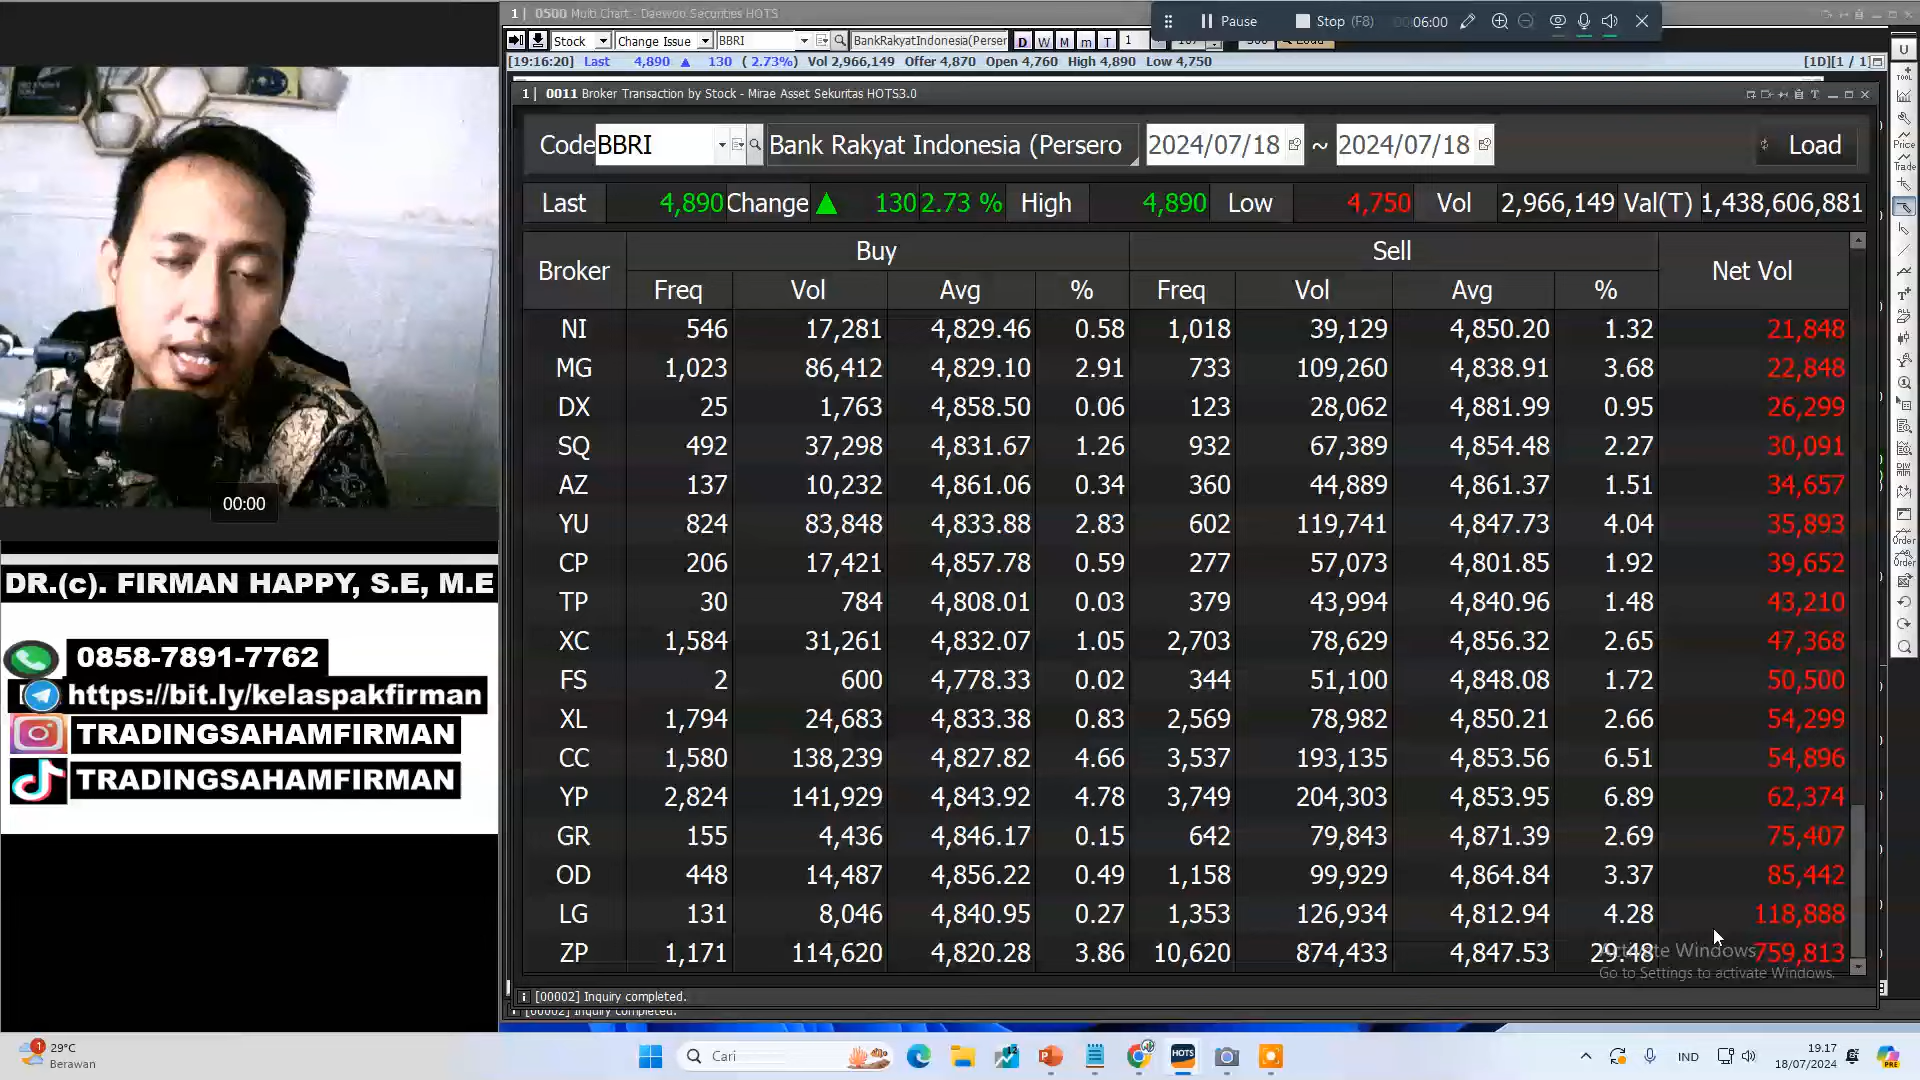 1 | 0500 Multi Chart - Daewoo Securities HOTS
Pause
Stop (F8)
00:06:00
Stock
Change Issue
BBRI
BankRakyatIndonesia(Perser
D W M m T 1
[19:16:20] Last 4,890 ▲ 130 ( 2.73%) Vol 2,966,149 Offer 4,870 Open 4,760 High 4,890 Low 4,750
[1D][1 / 1]
1 | 0011 Broker Transaction by Stock - Mirae Asset Sekuritas HOTS3.0
Code BBRI Bank Rakyat Indonesia (Persero 2024/07/18 ~ 2024/07/18 Load
Last 4,890 Change ▲ 130 2.73 % High 4,890 Low 4,750 Vol 2,966,149 Val(T) 1,438,606,881
Broker Buy Sell Net Vol
Freq Vol Avg % Freq Vol Avg %
NI 546 17,281 4,829.46 0.58 1,018 39,129 4,850.20 1.32 21,848
MG 1,023 86,412 4,829.10 2.91 733 109,260 4,838.91 3.68 22,848
DX 25 1,763 4,858.50 0.06 123 28,062 4,881.99 0.95 26,299
SQ 492 37,298 4,831.67 1.26 932 67,389 4,854.48 2.27 30,091
AZ 137 10,232 4,861.06 0.34 360 44,889 4,861.37 1.51 34,657
YU 824 83,848 4,833.88 2.83 602 119,741 4,847.73 4.04 35,893
CP 206 17,421 4,857.78 0.59 277 57,073 4,801.85 1.92 39,652
TP 30 784 4,808.01 0.03 379 43,994 4,840.96 1.48 43,210
XC 1,584 31,261 4,832.07 1.05 2,703 78,629 4,856.32 2.65 47,368
FS 2 600 4,778.33 0.02 344 51,100 4,848.08 1.72 50,500
XL 1,794 24,683 4,833.38 0.83 2,569 78,982 4,850.21 2.66 54,299
CC 1,580 138,239 4,827.82 4.66 3,537 193,135 4,853.56 6.51 54,896
YP 2,824 141,929 4,843.92 4.78 3,749 204,303 4,853.95 6.89 62,374
GR 155 4,436 4,846.17 0.15 642 79,843 4,871.39 2.69 75,407
OD 448 14,487 4,856.22 0.49 1,158 99,929 4,864.84 3.37 85,442
LG 131 8,046 4,840.95 0.27 1,353 126,934 4,812.94 4.28 118,888
ZP 1,171 114,620 4,820.28 3.86 10,620 874,433 4,847.53 29.48 759,813
Activate Windows
Go to Settings to activate Windows.
[00002] Inquiry completed.
[00002] Inquiry completed.
00:00
DR.(c). FIRMAN HAPPY, S.E, M.E
0858-7891-7762
https://bit.ly/kelaspakfirman
TRADINGSAHAMFIRMAN
TRADINGSAHAMFIRMAN
U
TOOL
Price
Trade
ALL
Order
Order
1
29°C
Berawan
Cari
HOTS
IND
19.17
18/07/2024
PRE